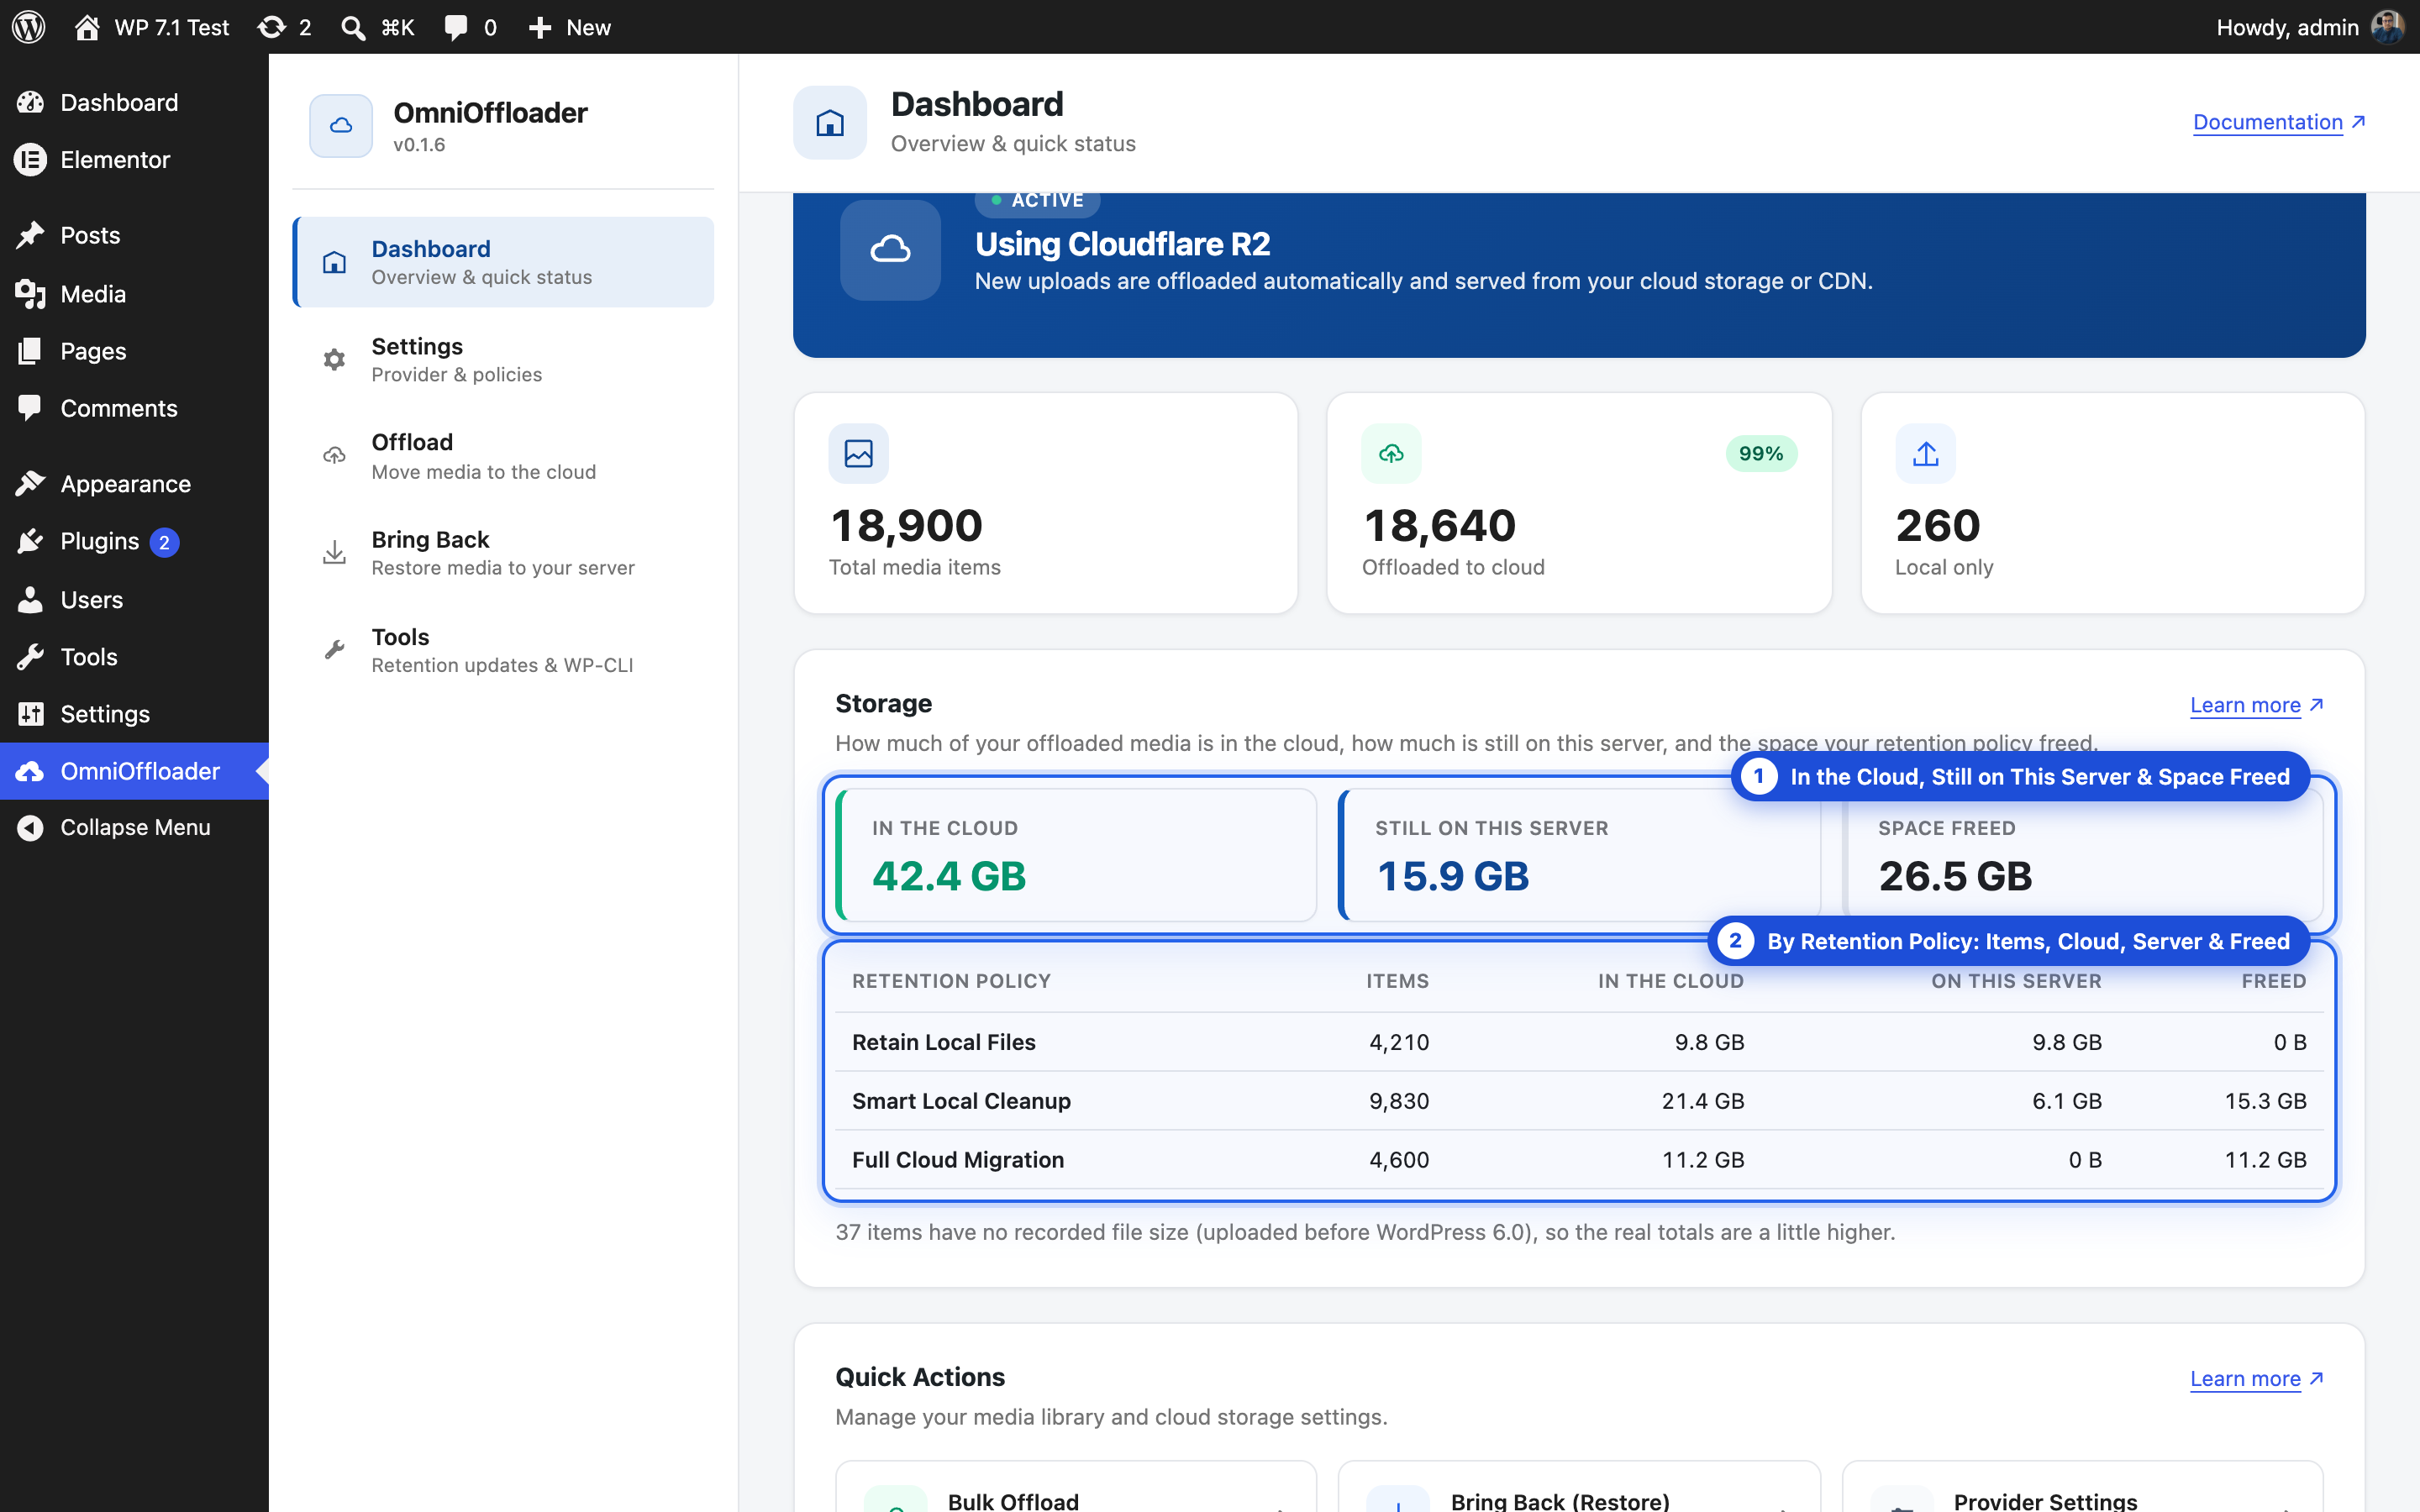 WP 7.1 Test 2 ⌘K 0 New Howdy, admin
Dashboard
Elementor
Posts
Media
Pages
Comments
Appearance
Plugins 2
Users
Tools
Settings
OmniOffloader
Collapse Menu
OmniOffloader
v0.1.6
Dashboard
Overview & quick status
Settings
Provider & policies
Offload
Move media to the cloud
Bring Back
Restore media to your server
Tools
Retention updates & WP-CLI
Dashboard
Overview & quick status
Documentation ↗
ACTIVE
Using Cloudflare R2
New uploads are offloaded automatically and served from your cloud storage or CDN.
18,900
Total media items
99%
18,640
Offloaded to cloud
260
Local only
Storage
Learn more ↗
How much of your offloaded media is in the cloud, how much is still on this server, and the space your retention policy freed.
1 In the Cloud, Still on This Server & Space Freed
IN THE CLOUD
42.4 GB
STILL ON THIS SERVER
15.9 GB
SPACE FREED
26.5 GB
2 By Retention Policy: Items, Cloud, Server & Freed
RETENTION POLICY ITEMS IN THE CLOUD ON THIS SERVER FREED
Retain Local Files 4,210 9.8 GB 9.8 GB 0 B
Smart Local Cleanup 9,830 21.4 GB 6.1 GB 15.3 GB
Full Cloud Migration 4,600 11.2 GB 0 B 11.2 GB
37 items have no recorded file size (uploaded before WordPress 6.0), so the real totals are a little higher.
Quick Actions
Learn more ↗
Manage your media library and cloud storage settings.
Bulk Offload
Bring Back (Restore)
Provider Settings